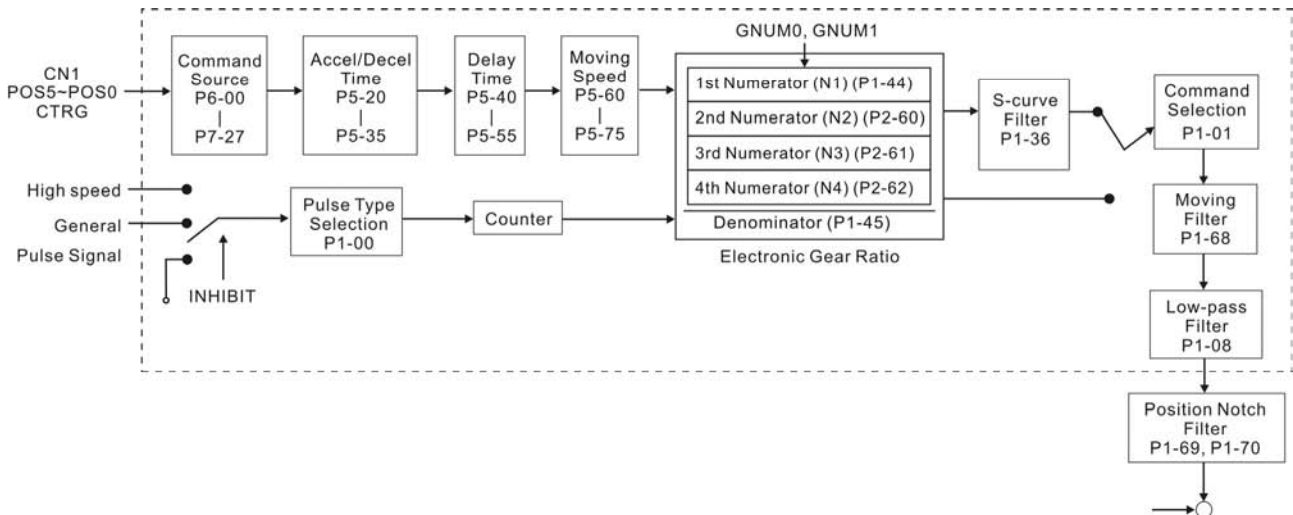 CN1
POS5~POS0
CTRG
Command
Source
P6-00
|
P7-27
Accel/Decel
Time
P5-20
|
P5-35
Delay
Time
P5-40
|
P5-55
Moving
Speed
P5-60
|
P5-75
GNUM0, GNUM1
1st Numerator (N1) (P1-44)
2nd Numerator (N2) (P2-60)
3rd Numerator (N3) (P2-61)
4th Numerator (N4) (P2-62)
Denominator (P1-45)
Electronic Gear Ratio
S-curve
Filter
P1-36
Command
Selection
P1-01
High speed
General
Pulse Signal
INHIBIT
Pulse Type
Selection
P1-00
Counter
Moving
Filter
P1-68
Low-pass
Filter
P1-08
Position Notch
Filter
P1-69, P1-70